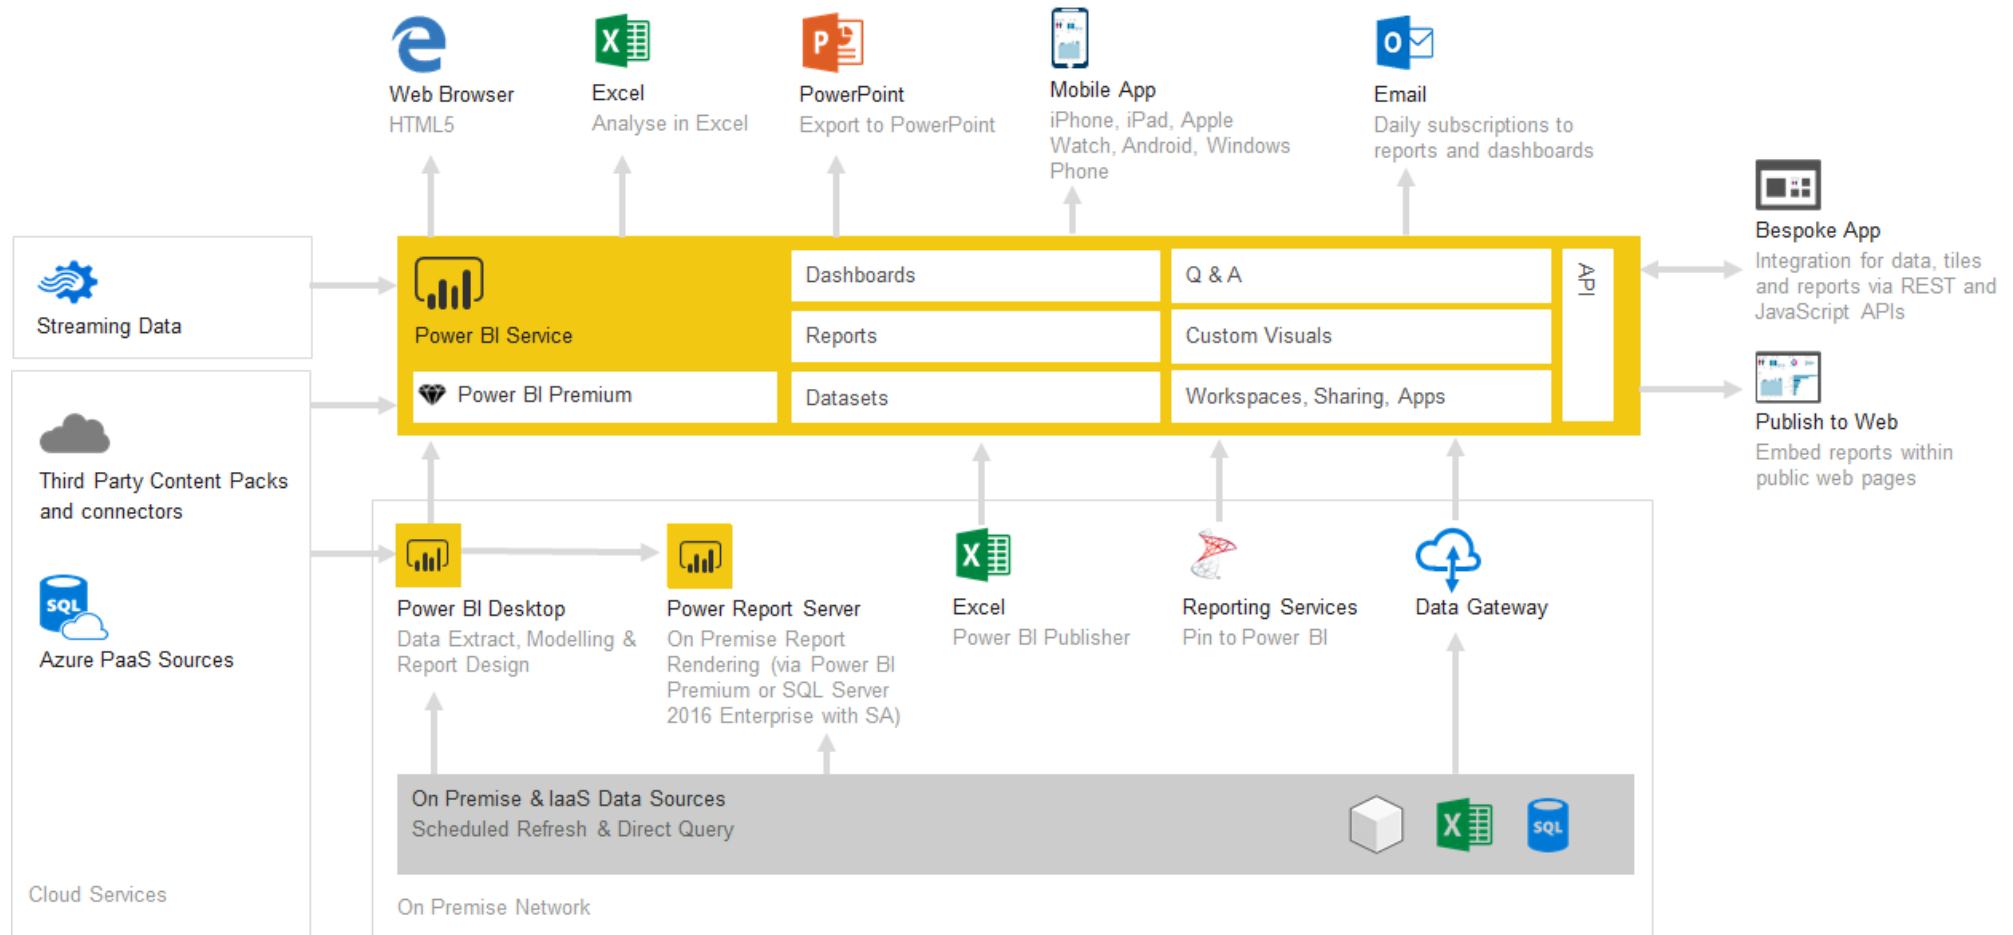 Web Browser
HTML5
Excel
Analyse in Excel
PowerPoint
Export to PowerPoint
Mobile App
iPhone, iPad, Apple
Watch, Android, Windows
Phone
Email
Daily subscriptions to
reports and dashboards
Streaming Data
Power BI Service
Power BI Premium
Dashboards
Reports
Datasets
Q & A
Custom Visuals
Workspaces, Sharing, Apps
API
Bespoke App
Integration for data, tiles
and reports via REST and
JavaScript APIs
Publish to Web
Embed reports within
public web pages
Third Party Content Packs
and connectors
SQL
Azure PaaS Sources
Cloud Services
Power BI Desktop
Data Extract, Modelling &
Report Design
Power Report Server
On Premise Report
Rendering (via Power BI
Premium or SQL Server
2016 Enterprise with SA)
Excel
Power BI Publisher
Reporting Services
Pin to Power BI
Data Gateway
On Premise & IaaS Data Sources
Scheduled Refresh & Direct Query
SQL
On Premise Network